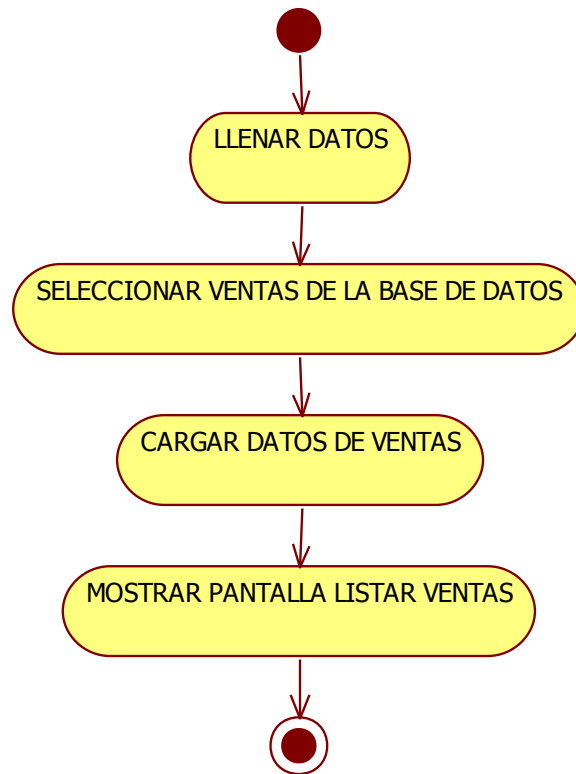 LLENAR DATOS
SELECCIONAR VENTAS DE LA BASE DE DATOS
CARGAR DATOS DE VENTAS
MOSTRAR PANTALLA LISTAR VENTAS